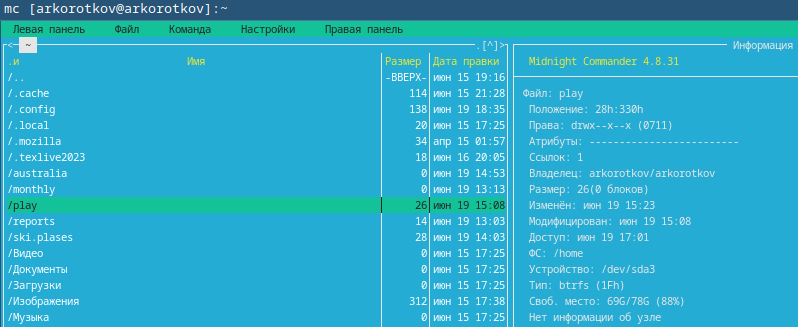 mc [arkorotkov@arkorotkov]:~
Левая панель Файл Команда Настройки Правая панель
<- ~ .[^]> Информация
.и Имя Размер Дата правки Midnight Commander 4.8.31
/.. -ВВЕРХ- июн 15 19:16
/.cache 114 июн 15 21:28 Файл: play
/.config 138 июн 19 18:35 Положение: 28h:330h
/.local 20 июн 15 17:25 Права: drwx--x--x (0711)
/.mozilla 34 апр 15 01:57 Атрибуты: -------------------------
/.texlive2023 18 июн 16 20:05 Ссылок: 1
/australia 0 июн 19 14:53 Владелец: arkorotkov/arkorotkov
/monthly 0 июн 19 13:13 Размер: 26(0 блоков)
/play 26 июн 19 15:08 Изменён: июн 19 15:23
/reports 14 июн 19 13:03 Модифицирован: июн 19 15:08
/ski.plases 28 июн 19 14:03 Доступ: июн 19 17:01
/Видео 0 июн 15 17:25 ФС: /home
/Документы 0 июн 15 17:25 Устройство: /dev/sda3
/Загрузки 0 июн 15 17:25 Тип: btrfs (1Fh)
/Изображения 312 июн 15 17:38 Своб. место: 69G/78G (88%)
/Музыка 0 июн 15 17:25 Нет информации об узле